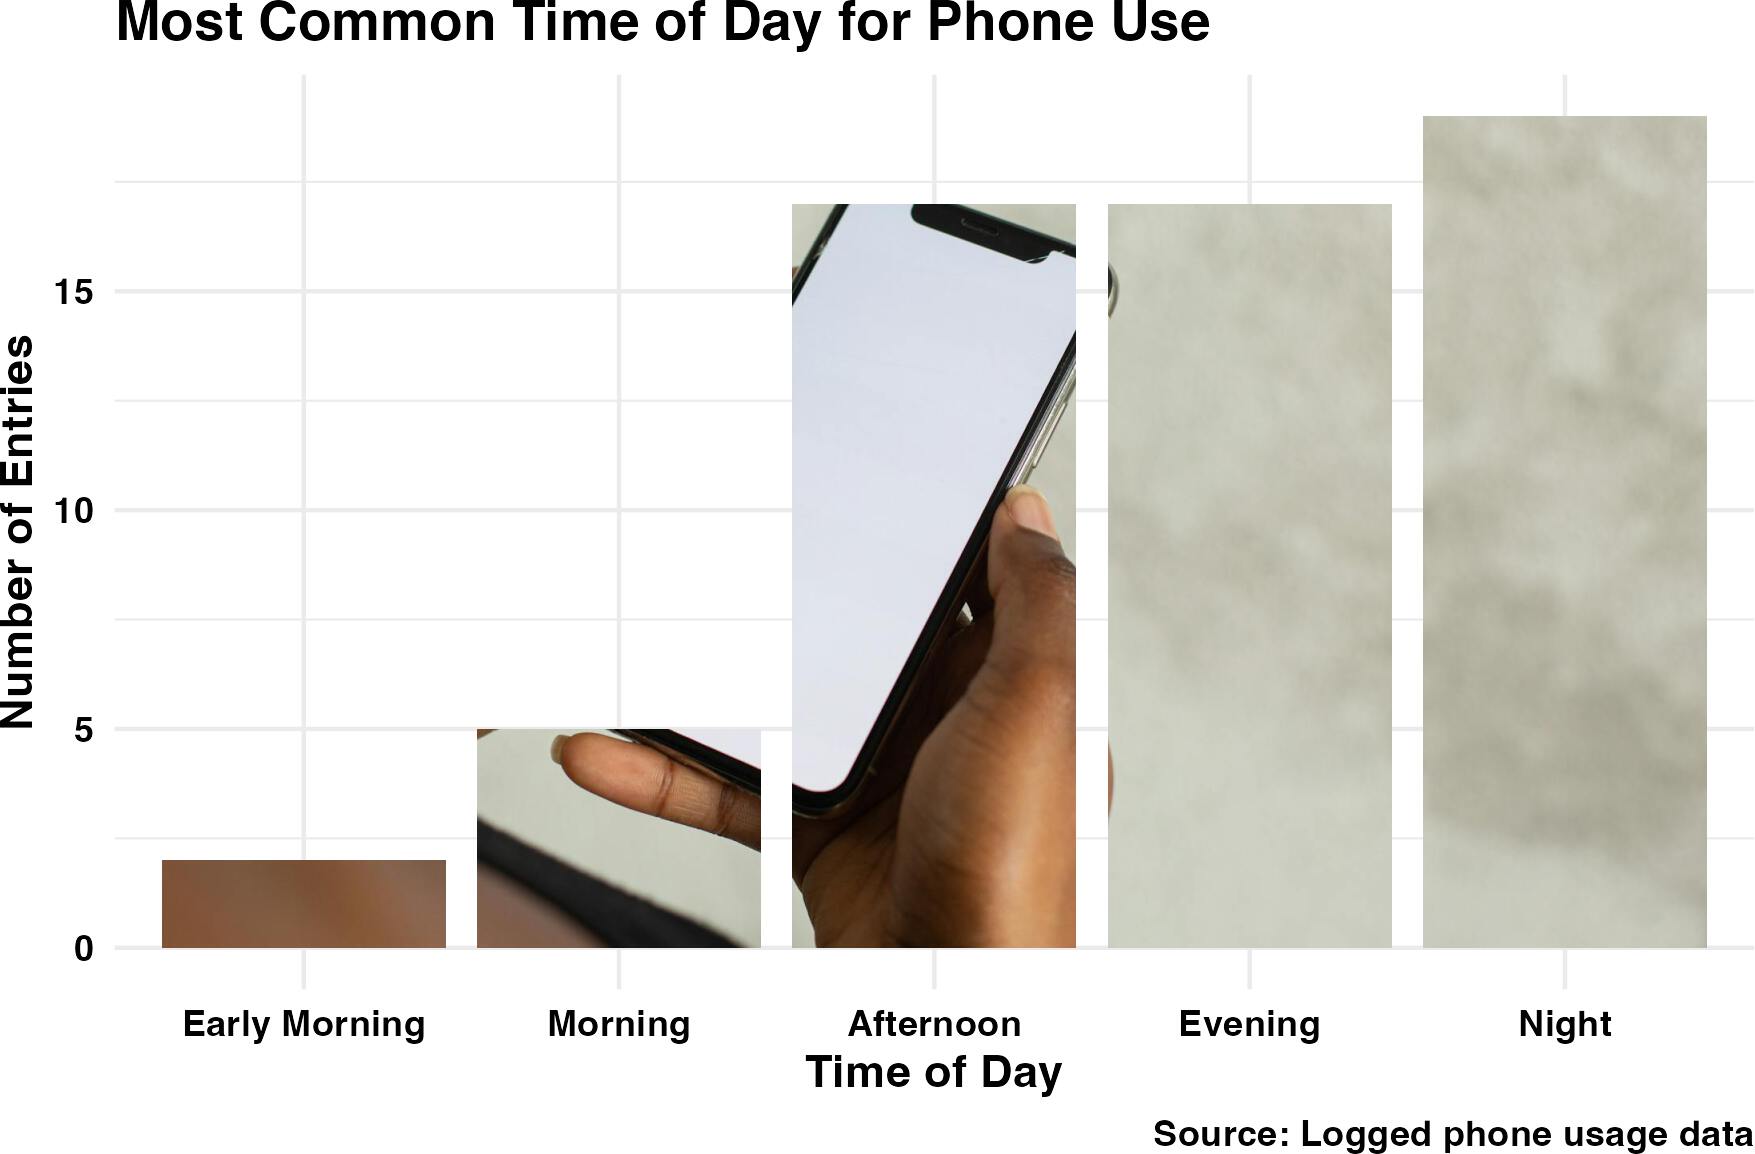 Most Common Time of Day for Phone Use
Number of Entries
15
10
5
0
Early Morning
Morning
Afternoon
Evening
Night
Time of Day
Source: Logged phone usage data